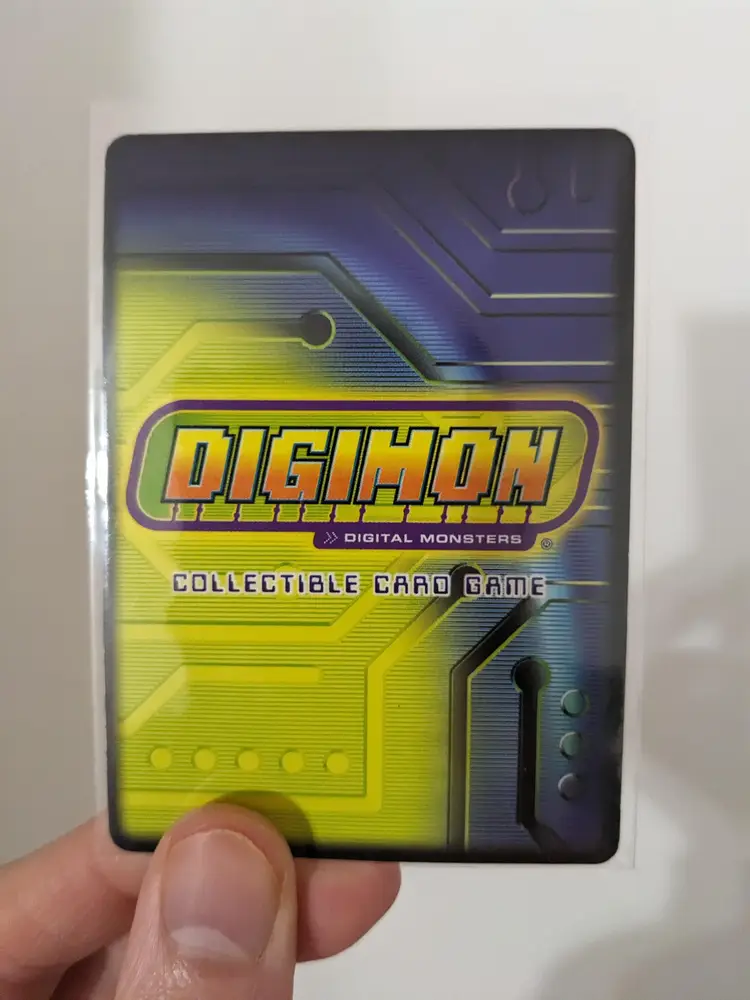 DIGIMON
DIGITAL MONSTERS
®
COLLECTIBLE CARD GAME